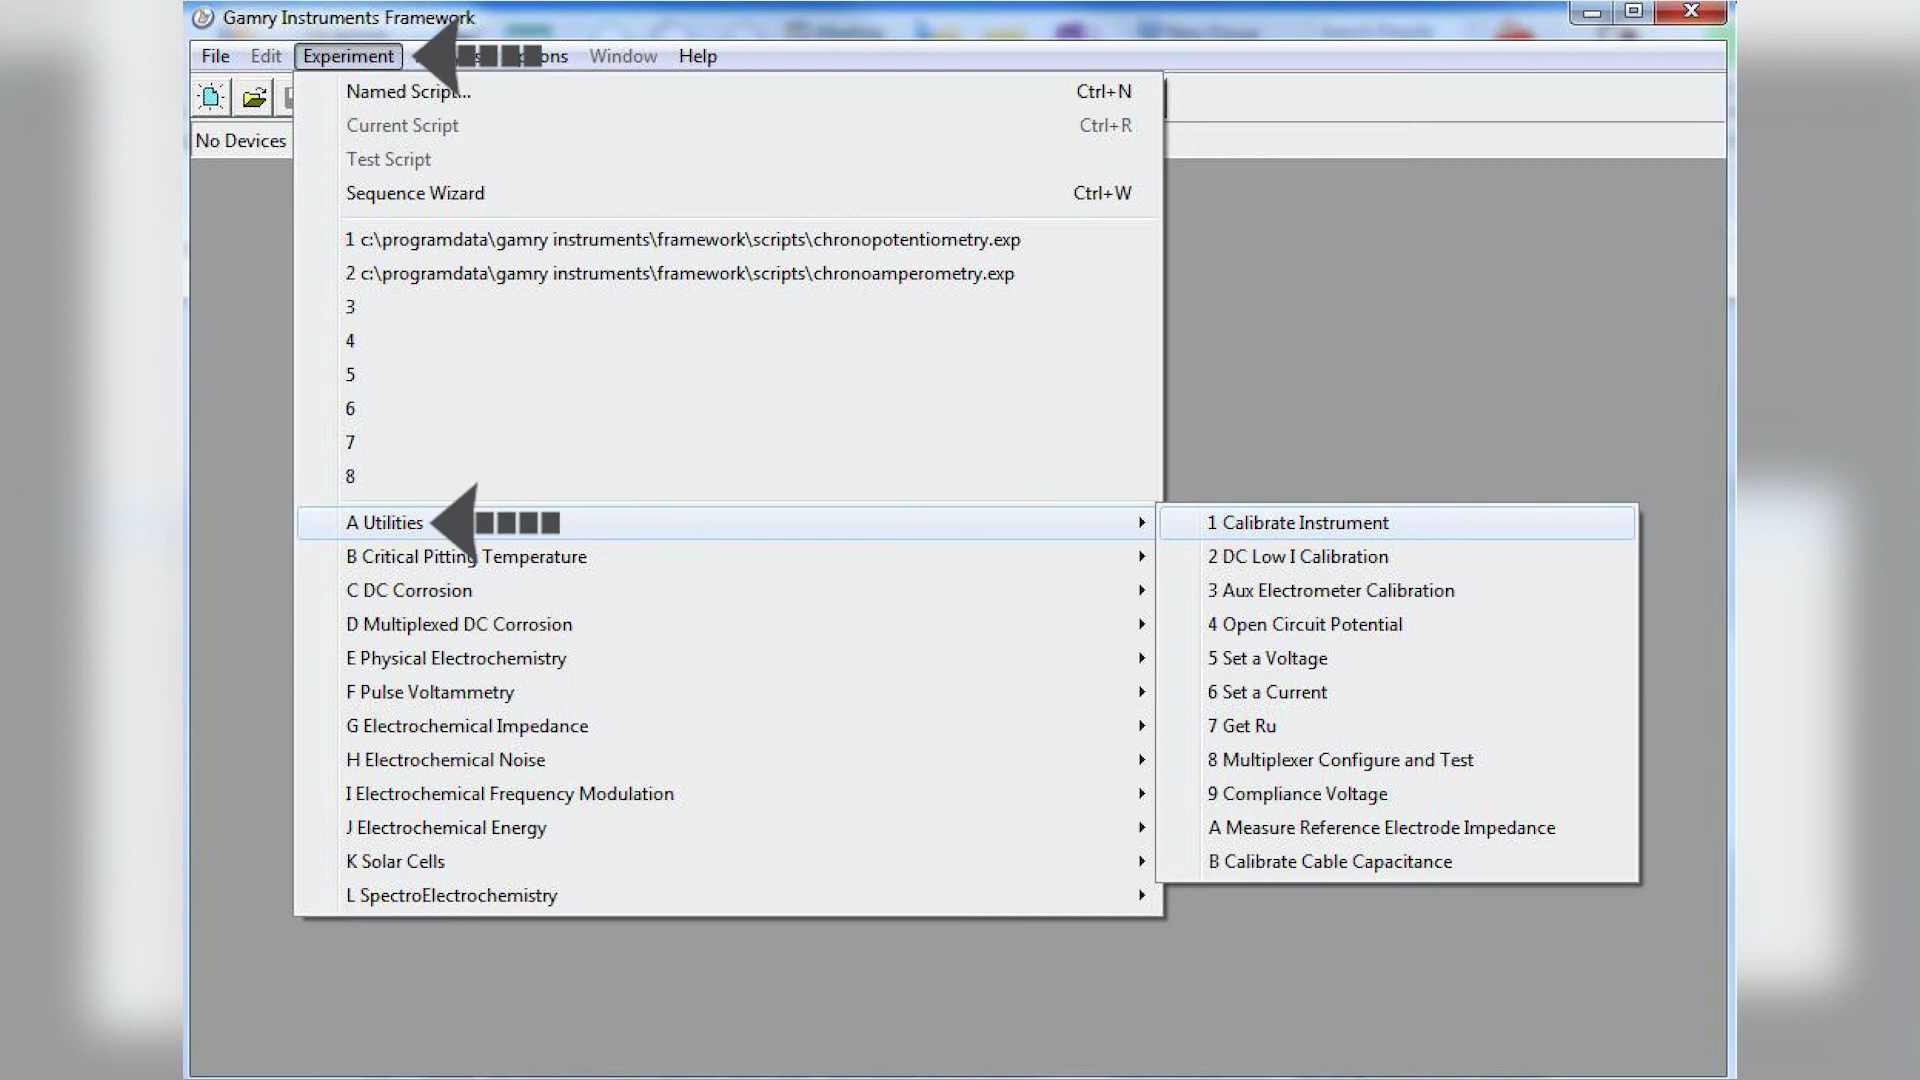 Gamry Instruments Framework
File Edit Experiment Window Help
Named Script... Ctrl+N
Current Script Ctrl+R
Test Script
Sequence Wizard Ctrl+W
No Devices
1 c:\programdata\gamry instruments\framework\scripts\chronopotentiometry.exp
2 c:\programdata\gamry instruments\framework\scripts\chronoamperometry.exp
3
4
5
6
7
8
A Utilities
B Critical Pitting Temperature
C DC Corrosion
D Multiplexed DC Corrosion
E Physical Electrochemistry
F Pulse Voltammetry
G Electrochemical Impedance
H Electrochemical Noise
I Electrochemical Frequency Modulation
J Electrochemical Energy
K Solar Cells
L SpectroElectrochemistry
1 Calibrate Instrument
2 DC Low I Calibration
3 Aux Electrometer Calibration
4 Open Circuit Potential
5 Set a Voltage
6 Set a Current
7 Get Ru
8 Multiplexer Configure and Test
9 Compliance Voltage
A Measure Reference Electrode Impedance
B Calibrate Cable Capacitance